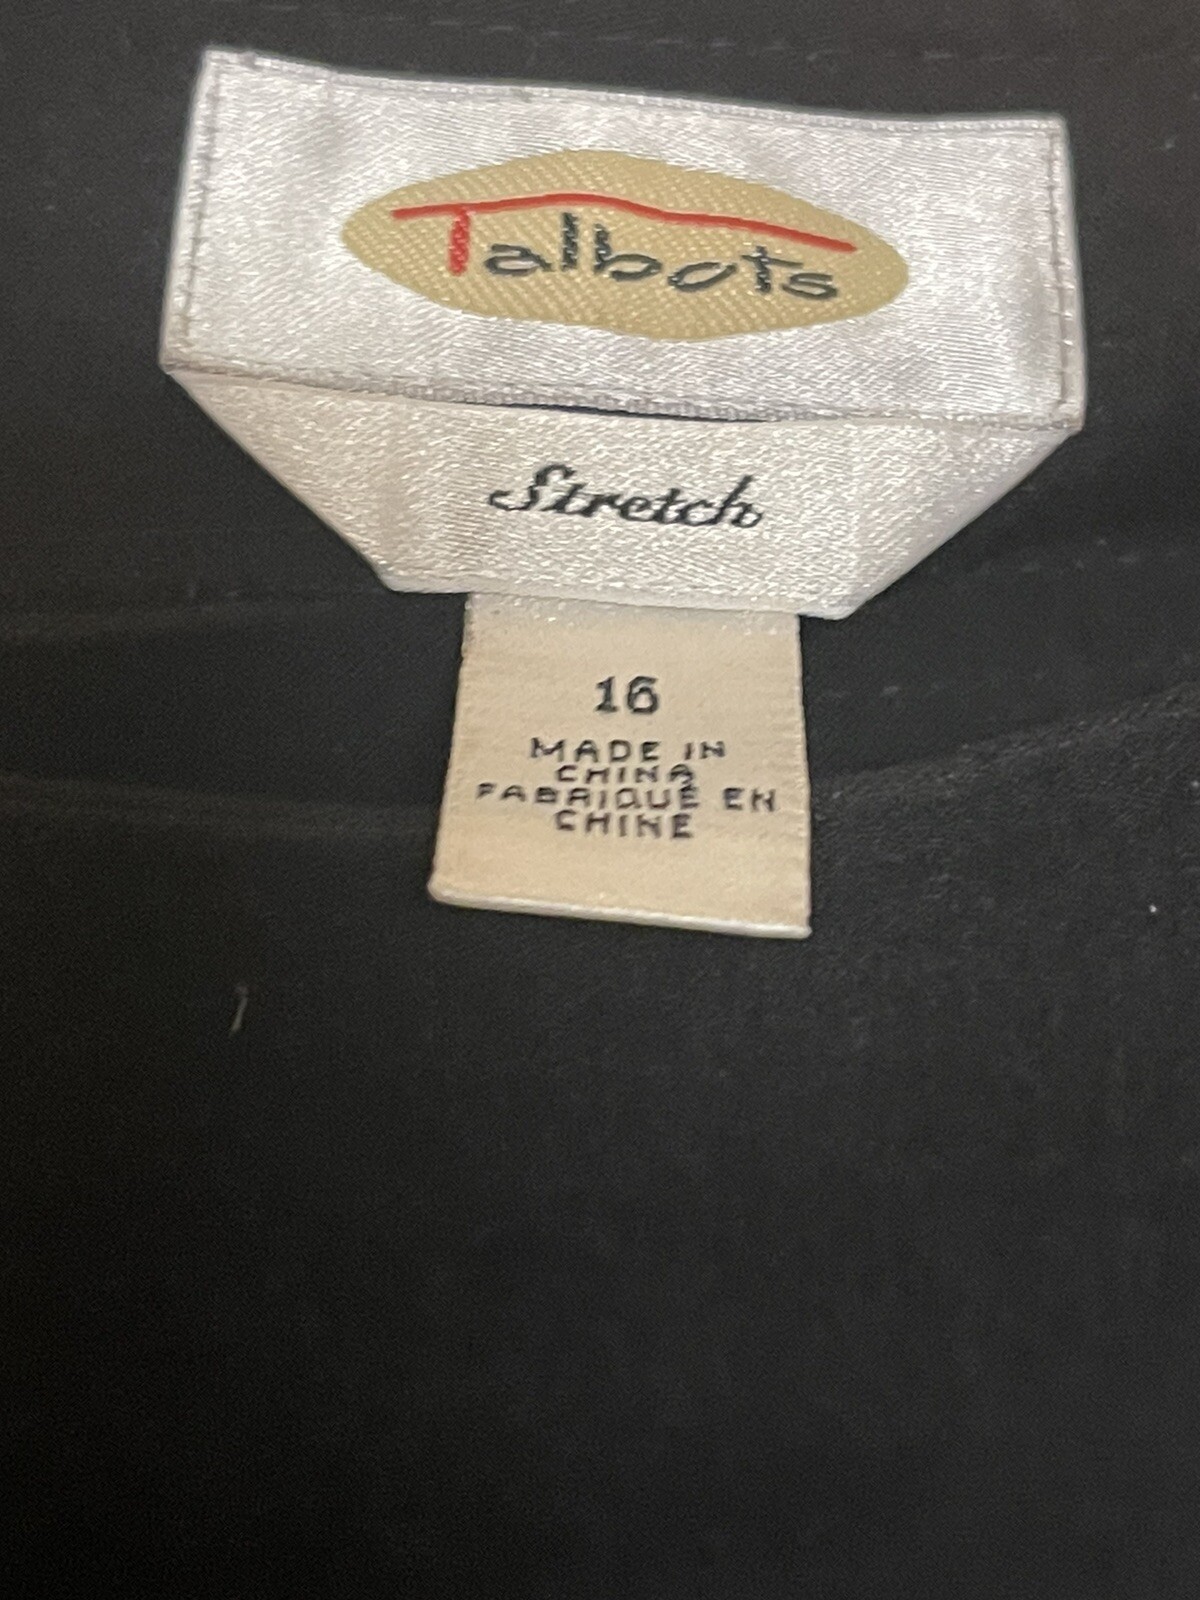 Talbots
Stretch
16
MADE IN
CHINA
FABRIQUÉ EN
CHINE